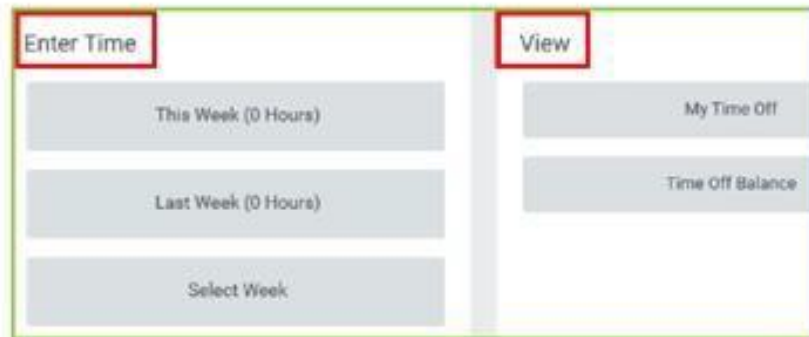 Enter Time
This Week (0 Hours)
Last Week (0 Hours)
Select Week
View
My Time Off
Time Off Balance